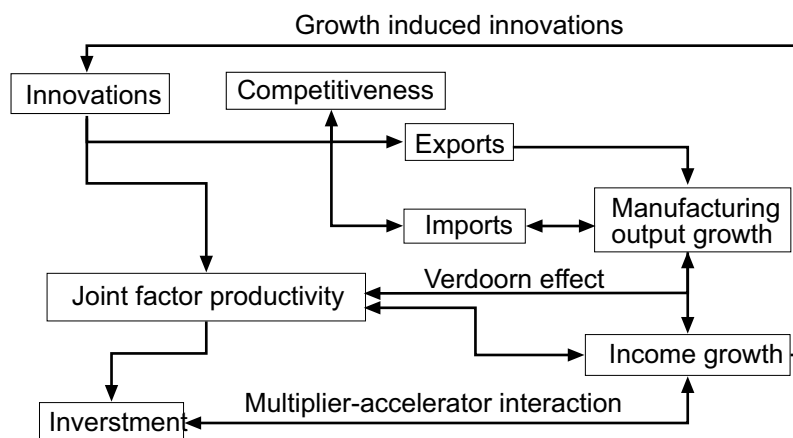 Growth induced innovations
Innovations
Competitiveness
Exports
Imports
Manufacturing
output growth
Verdoorn effect
Joint factor productivity
Income growth
Multiplier-accelerator interaction
Inverstment